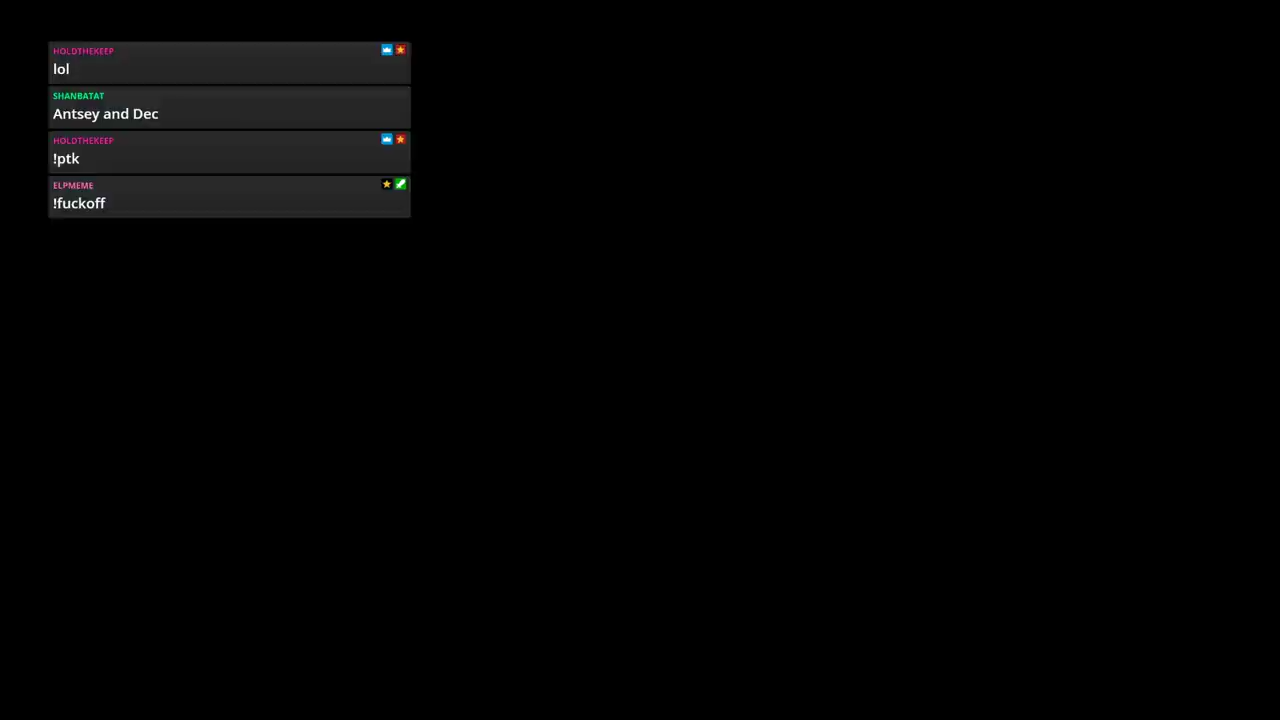 HOLDTHEKEEP
lol
SHANBATAT
Antsey and Dec
HOLDTHEKEEP
!ptk
ELPMEME
!fuckoff